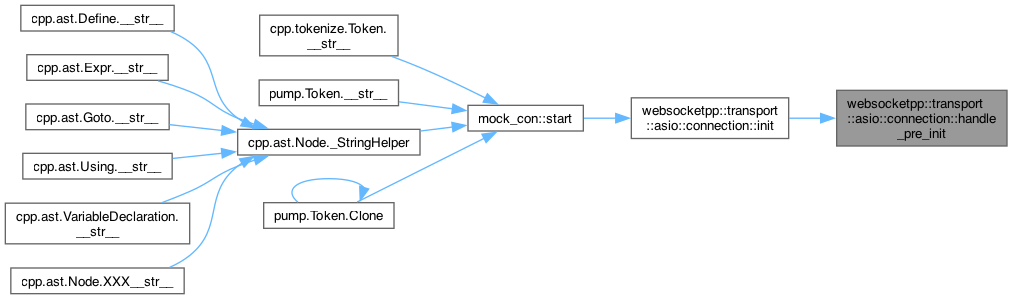 cpp.ast.Define.__str__
cpp.ast.Expr.__str__
cpp.ast.Goto.__str__
cpp.ast.Using.__str__
cpp.ast.VariableDeclaration.
__str__
cpp.ast.Node.XXX__str__
cpp.tokenize.Token.
__str__
pump.Token.__str__
cpp.ast.Node._StringHelper
pump.Token.Clone
mock_con::start
websocketpp::transport
::asio::connection::init
websocketpp::transport
::asio::connection::handle
_pre_init